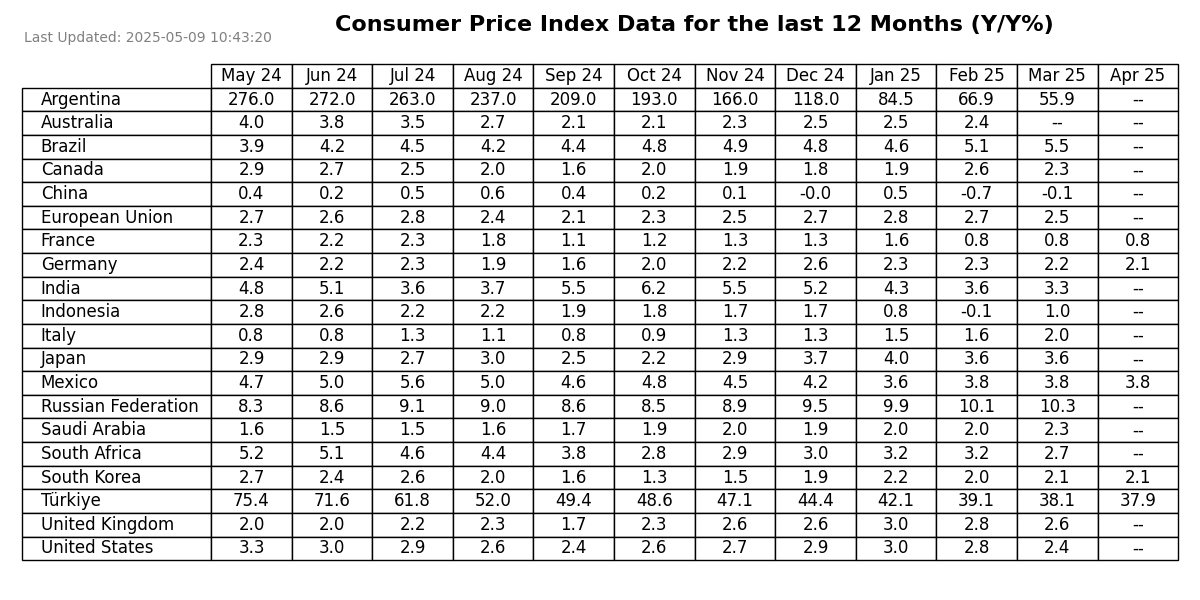 Consumer Price Index Data for the last 12 Months (Y/Y%)
Last Updated: 2025-05-09 10:43:20
May 24 Jun 24 Jul 24 Aug 24 Sep 24 Oct 24 Nov 24 Dec 24 Jan 25 Feb 25 Mar 25 Apr 25
Argentina 276.0 272.0 263.0 237.0 209.0 193.0 166.0 118.0 84.5 66.9 55.9 --
Australia 4.0 3.8 3.5 2.7 2.1 2.1 2.3 2.5 2.5 2.4 -- --
Brazil 3.9 4.2 4.5 4.2 4.4 4.8 4.9 4.8 4.6 5.1 5.5 --
Canada 2.9 2.7 2.5 2.0 1.6 2.0 1.9 1.8 1.9 2.6 2.3 --
China 0.4 0.2 0.5 0.6 0.4 0.2 0.1 -0.0 0.5 -0.7 -0.1 --
European Union 2.7 2.6 2.8 2.4 2.1 2.3 2.5 2.7 2.8 2.7 2.5 --
France 2.3 2.2 2.3 1.8 1.1 1.2 1.3 1.3 1.6 0.8 0.8 0.8
Germany 2.4 2.2 2.3 1.9 1.6 2.0 2.2 2.6 2.3 2.3 2.2 2.1
India 4.8 5.1 3.6 3.7 5.5 6.2 5.5 5.2 4.3 3.6 3.3 --
Indonesia 2.8 2.6 2.2 2.2 1.9 1.8 1.7 1.7 0.8 -0.1 1.0 --
Italy 0.8 0.8 1.3 1.1 0.8 0.9 1.3 1.3 1.5 1.6 2.0 --
Japan 2.9 2.9 2.7 3.0 2.5 2.2 2.9 3.7 4.0 3.6 3.6 --
Mexico 4.7 5.0 5.6 5.0 4.6 4.8 4.5 4.2 3.6 3.8 3.8 3.8
Russian Federation 8.3 8.6 9.1 9.0 8.6 8.5 8.9 9.5 9.9 10.1 10.3 --
Saudi Arabia 1.6 1.5 1.5 1.6 1.7 1.9 2.0 1.9 2.0 2.0 2.3 --
South Africa 5.2 5.1 4.6 4.4 3.8 2.8 2.9 3.0 3.2 3.2 2.7 --
South Korea 2.7 2.4 2.6 2.0 1.6 1.3 1.5 1.9 2.2 2.0 2.1 2.1
Türkiye 75.4 71.6 61.8 52.0 49.4 48.6 47.1 44.4 42.1 39.1 38.1 37.9
United Kingdom 2.0 2.0 2.2 2.3 1.7 2.3 2.6 2.6 3.0 2.8 2.6 --
United States 3.3 3.0 2.9 2.6 2.4 2.6 2.7 2.9 3.0 2.8 2.4 --